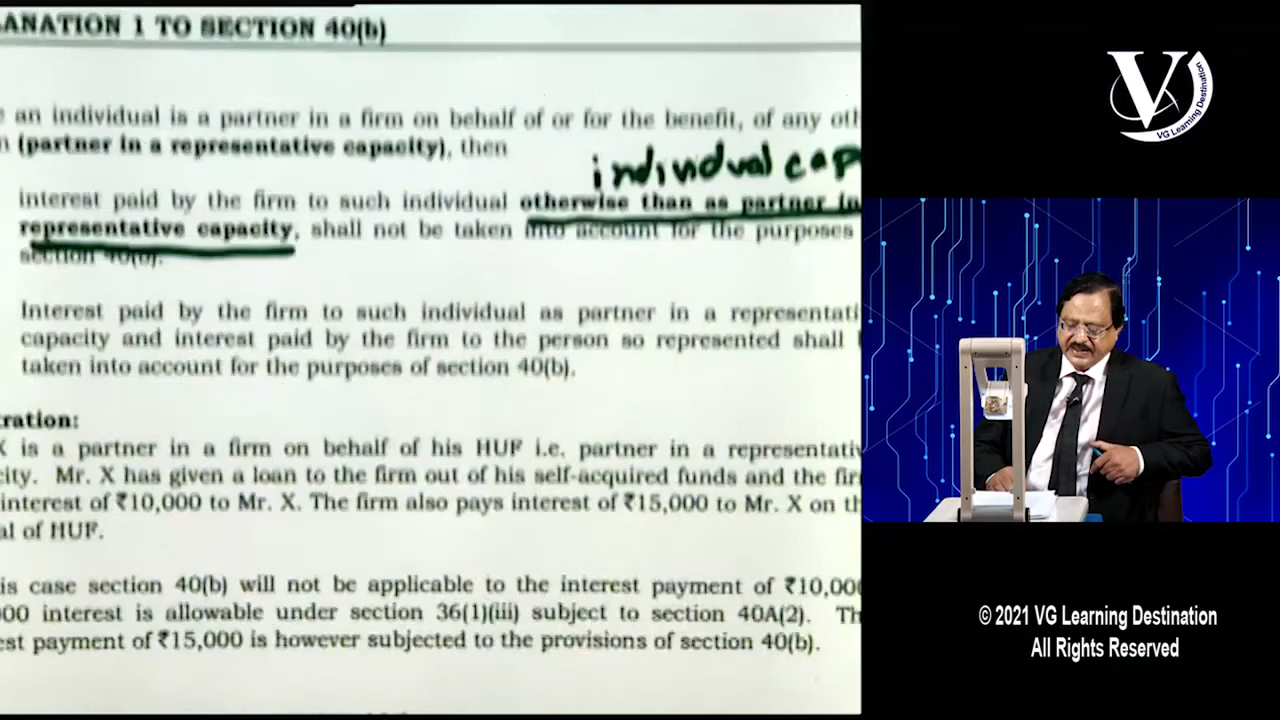 ANATION 1 TO SECTION 40(b)
an individual is a partner in a firm on behalf of or for the benefit, of any oth
n (partner in a representative capacity), then
individual cap
interest paid by the firm to such individual otherwise than as partner in
representative capacity, shall not be taken into account for the purposes
section 40(b).
Interest paid by the firm to such individual as partner in a representati
capacity and interest paid by the firm to the person so represented shall
taken into account for the purposes of section 40(b).
ration:
X is a partner in a firm on behalf of his HUF i.e. partner in a representativ
city. Mr. X has given a loan to the firm out of his self-acquired funds and the fir
interest of ₹10,000 to Mr. X. The firm also pays interest of ₹15,000 to Mr. X on th
al of HUF.
is case section 40(b) will not be applicable to the interest payment of ₹10,000
000 interest is allowable under section 36(1)(iii) subject to section 40A(2). Th
est payment of ₹15,000 is however subjected to the provisions of section 40(b).
V
VG Learning Destination
© 2021 VG Learning Destination
All Rights Reserved